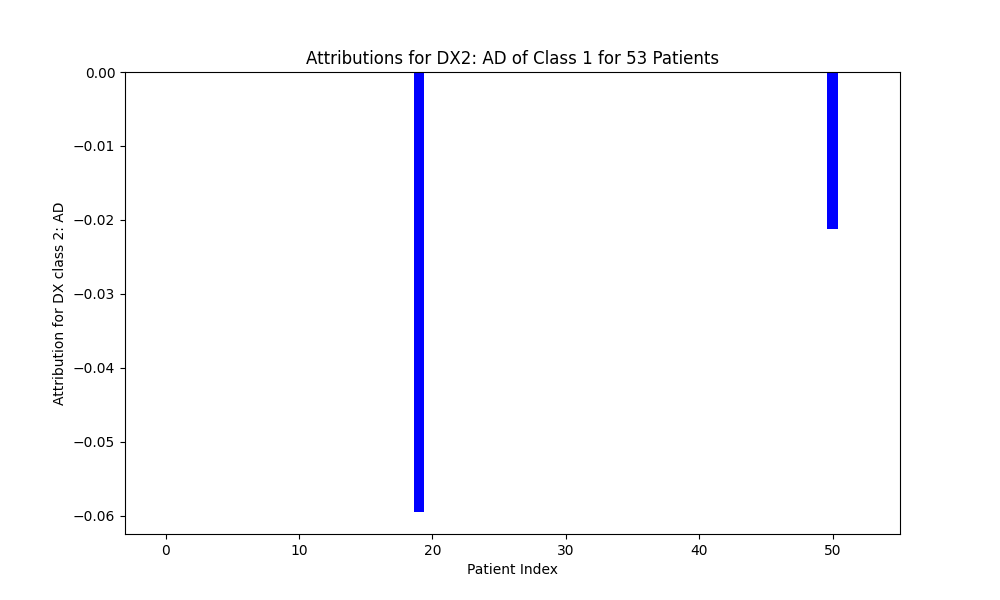 Attributions for DX2: AD of Class 1 for 53 Patients
Attribution for DX class 2: AD
0.00
−0.01
−0.02
−0.03
−0.04
−0.05
−0.06
0 10 20 30 40 50
Patient Index